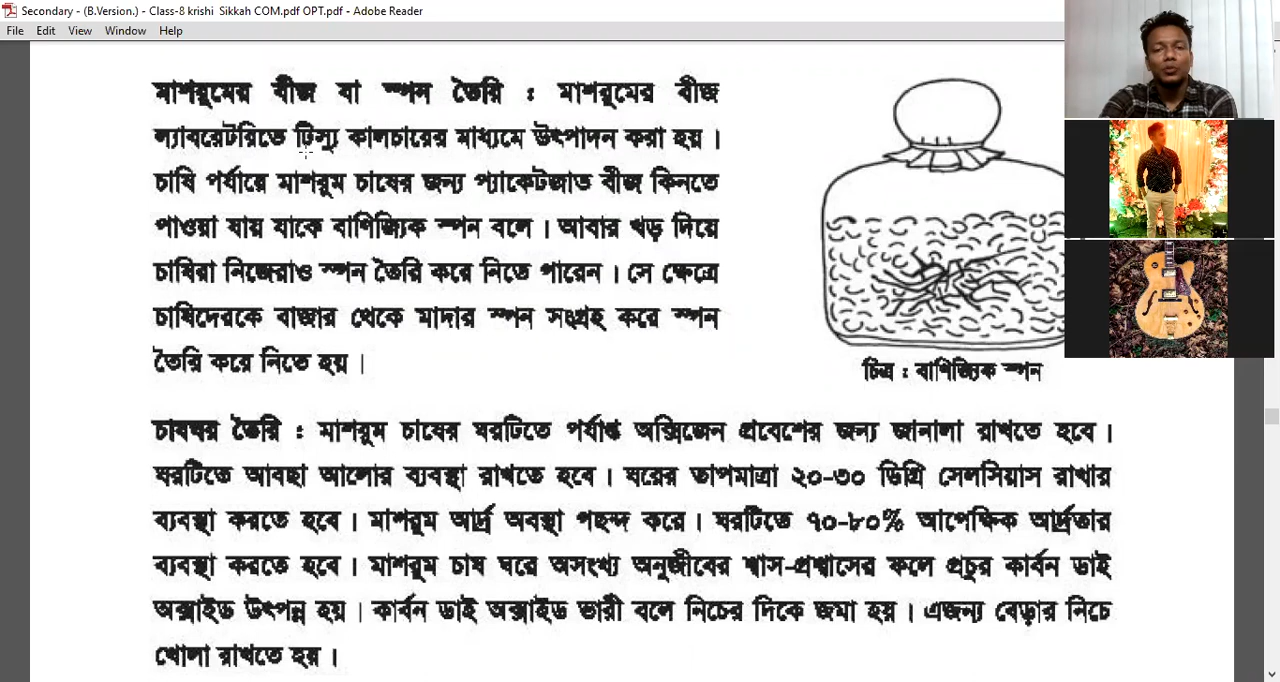 Secondary - (B.Version.) - Class-8 krishi Sikkah COM.pdf OPT.pdf - Adobe Reader
File Edit View Window Help
মাশরুমের বীজ বা স্পন তৈরি : মাশরুমের বীজ
ল্যাবরেটরিতে টিস্যু কালচারের মাধ্যমে উৎপাদন করা হয়।
চাষি পর্যায়ে মাশরুম চাষের জন্য প্যাকেটজাত বীজ কিনতে
পাওয়া যায় যাকে বাণিজ্যিক স্পন বলে। আবার খড় দিয়ে
চাষিরা নিজেরাও স্পন তৈরি করে নিতে পারেন। সে ক্ষেত্রে
চাষিদেরকে বাজার থেকে মাদার স্পন সংগ্রহ করে স্পন
তৈরি করে নিতে হয়।
চিত্র : বাণিজ্যিক স্পন
চাষঘর তৈরি : মাশরুম চাষের ঘরটিতে পর্যাপ্ত অক্সিজেন প্রবেশের জন্য জানালা রাখতে হবে।
ঘরটিতে আবছা আলোর ব্যবস্থা রাখতে হবে। ঘরের তাপমাত্রা ২০-৩০ ডিগ্রি সেলসিয়াস রাখার
ব্যবস্থা করতে হবে। মাশরুম আর্দ্র অবস্থা পছন্দ করে। ঘরটিতে ৭০-৮০% আপেক্ষিক আর্দ্রতার
ব্যবস্থা করতে হবে। মাশরুম চাষ ঘরে অসংখ্য অনুজীবের শ্বাস-প্রশ্বাসের ফলে প্রচুর কার্বন ডাই
অক্সাইড উৎপন্ন হয়। কার্বন ডাই অক্সাইড ভারী বলে নিচের দিকে জমা হয়। এজন্য বেড়ার নিচে
খোলা রাখতে হয়।